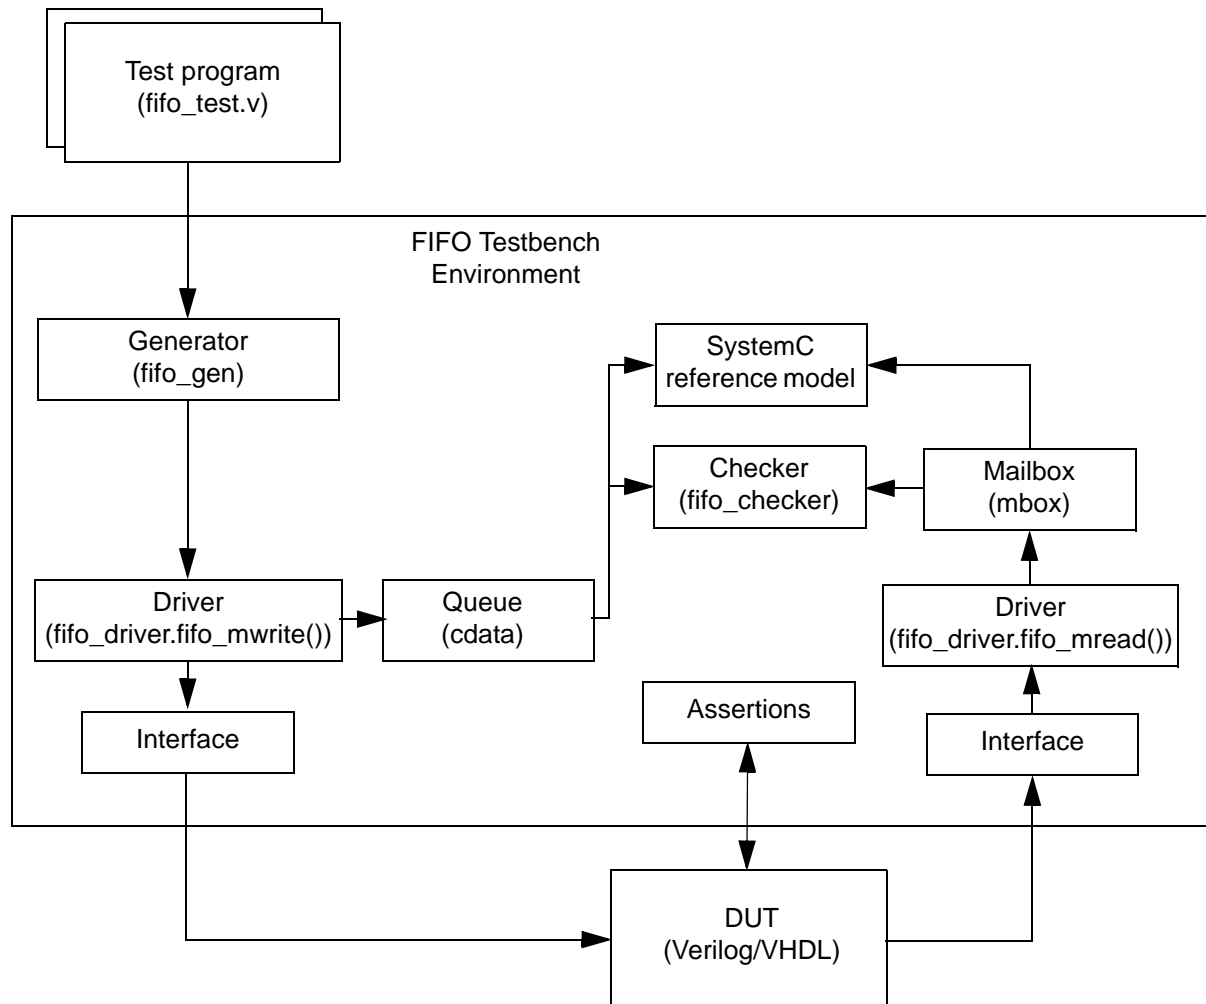 Test program
(fifo_test.v)
FIFO Testbench
Environment
Generator
(fifo_gen)
SystemC
reference model
Checker
(fifo_checker)
Mailbox
(mbox)
Driver
(fifo_driver.fifo_mwrite())
Queue
(cdata)
Driver
(fifo_driver.fifo_mread())
Interface
Assertions
Interface
DUT
(Verilog/VHDL)